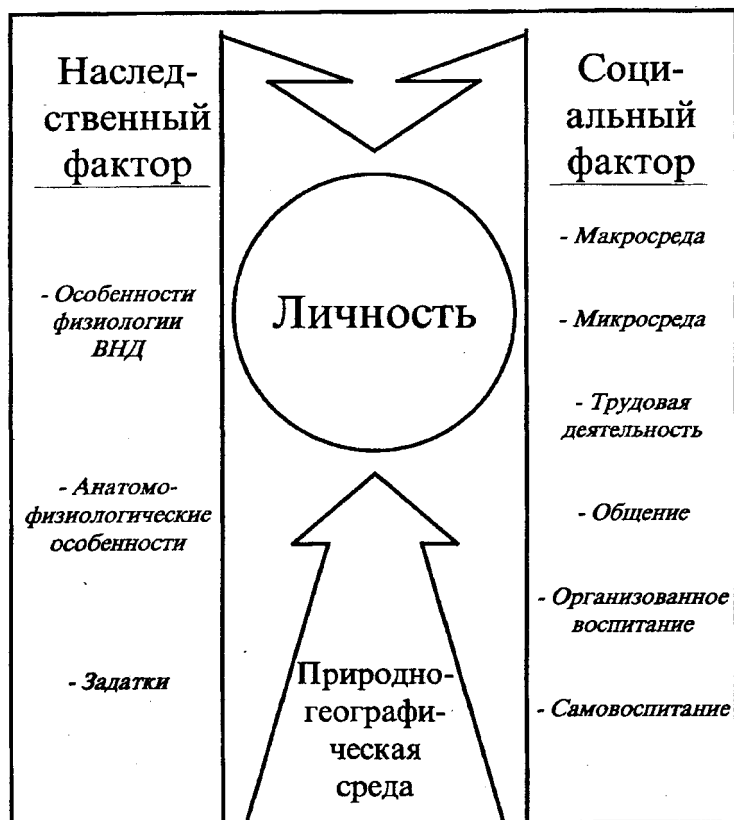 Наслед-
ственный
фактор
- Особенности
физиологии
ВНД
- Анатомо-
физиологические
особенности
- Задатки
Личность
Природно-
географи-
ческая
среда
Соци-
альный
фактор
- Макросреда
- Микросреда
- Трудовая
деятельность
- Общение
- Организованное
воспитание
- Самовоспитание